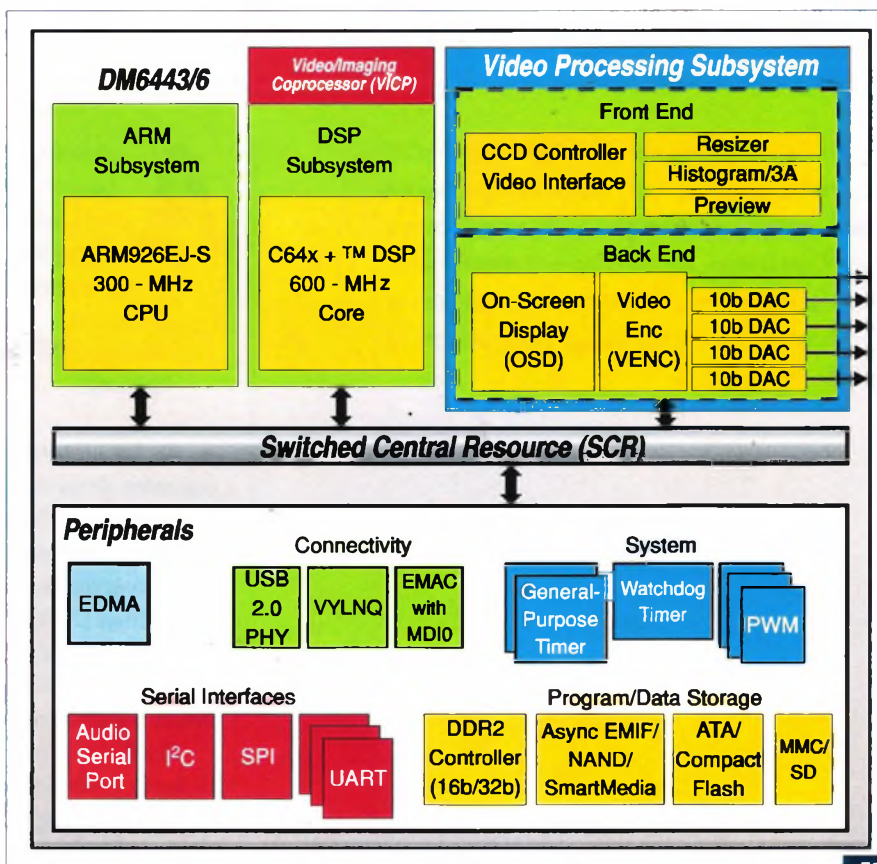 DM6443/6
Video/Imaging
Coprocessor (VICP)
Video Processing Subsystem
ARM
Subsystem
ARM926EJ-S
300 - MHz
CPU
DSP
Subsystem
C64x + ™ DSP
600 - MHz
Core
Front End
CCD Controller
Video Interface
Resizer
Histogram/3A
Preview
Back End
On-Screen
Display
(OSD)
Video
Enc
(VENC)
10b DAC
10b DAC
10b DAC
10b DAC
Switched Central Resource (SCR)
Peripherals
EDMA
Connectivity
USB
2.0
PHY
VYLNQ
EMAC
with
MDI0
System
General-
Purpose
Timer
Watchdog
Timer
PWM
Serial Interfaces
Audio
Serial
Port
I²C
SPI
UART
Program/Data Storage
DDR2
Controller
(16b/32b)
Async EMIF/
NAND/
SmartMedia
ATA/
Compact
Flash
MMC/
SD